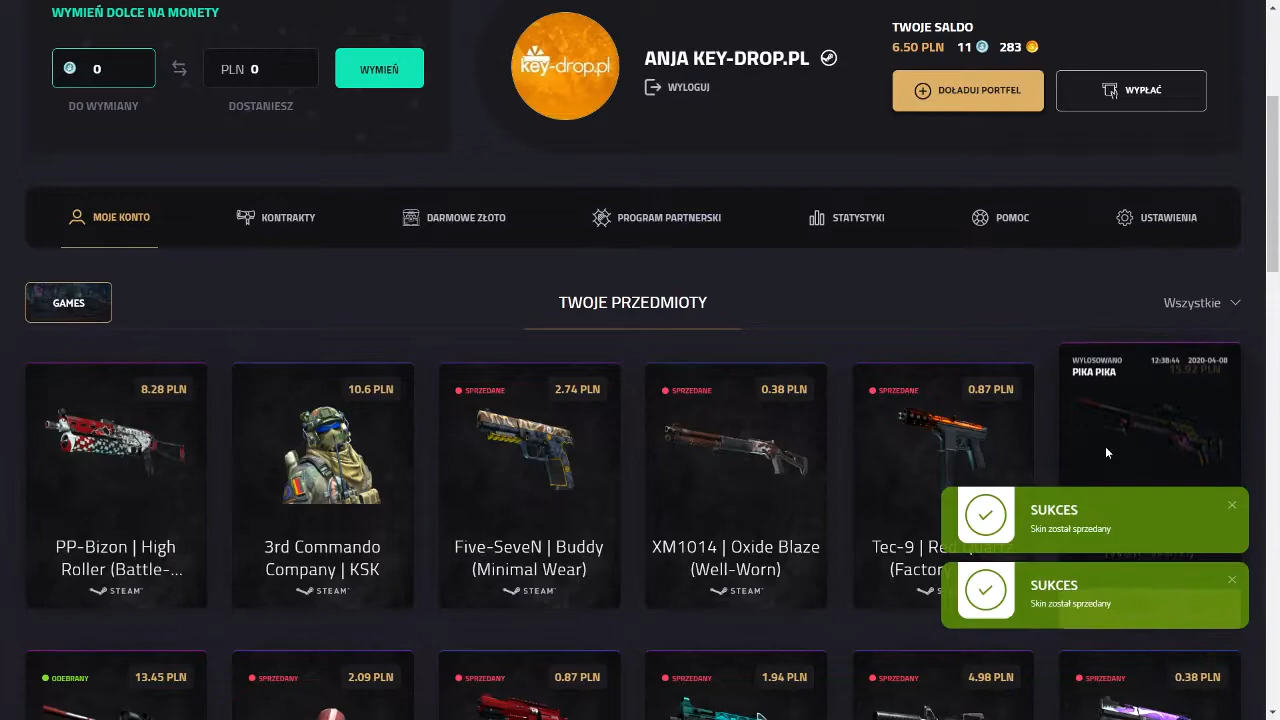 WYMIEŃ DOLCE NA MONETY
0
PLN 0
WYMIEŃ
DO WYMIANY
DOSTANIESZ
key-drop.pl
ANJA KEY-DROP.PL
WYLOGUJ
TWOJE SALDO
6.50 PLN 11 283
DOŁADUJ PORTFEL
WYPŁAĆ
MOJE KONTO
KONTRAKTY
DARMOWE ZŁOTO
PROGRAM PARTNERSKI
STATYSTYKI
POMOC
USTAWIENIA
GAMES
TWOJE PRZEDMIOTY
Wszystkie
8.28 PLN
PP-Bizon | High
Roller (Battle-...
STEAM
10.6 PLN
3rd Commando
Company | KSK
STEAM
SPRZEDANE
2.74 PLN
Five-SeveN | Buddy
(Minimal Wear)
STEAM
SPRZEDANE
0.38 PLN
XM1014 | Oxide Blaze
(Well-Worn)
STEAM
SPRZEDANE
0.87 PLN
Tec-9 | Red Quartz
(Factory
WYLOSOWANO 12:38:44 2020-04-08
PIKA PIKA
15.92 PLN
SUKCES
Skin został sprzedany
SUKCES
Skin został sprzedany
ODEBRANY
13.45 PLN
SPRZEDANY
2.09 PLN
SPRZEDANY
0.87 PLN
SPRZEDANY
1.94 PLN
SPRZEDANY
4.98 PLN
SPRZEDANY
0.38 PLN